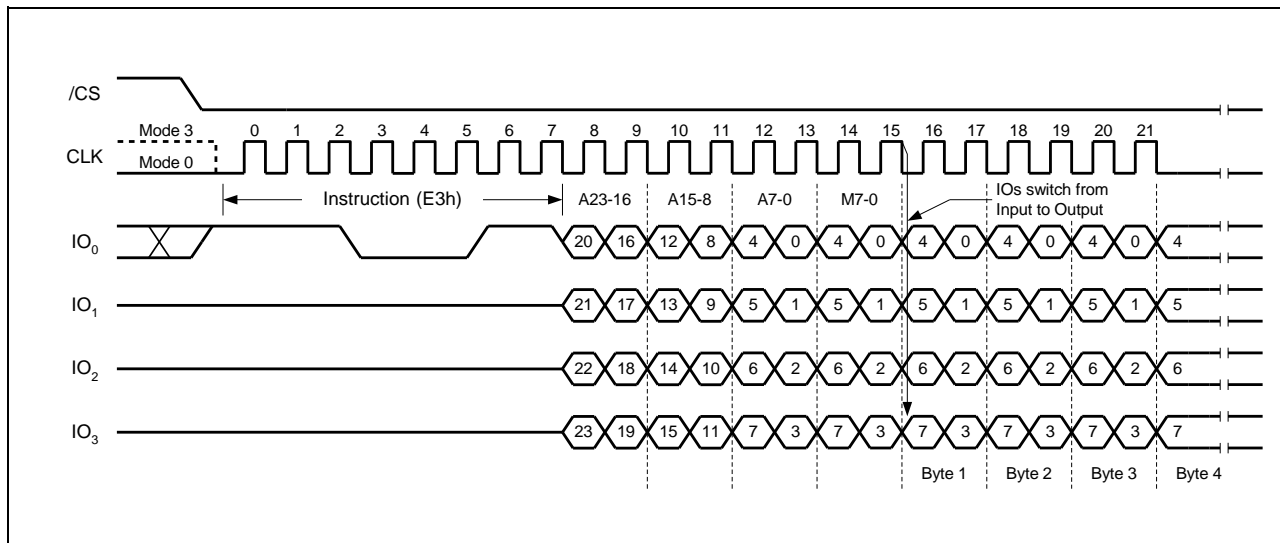 /CS
Mode 3 0 1 2 3 4 5 6 7 8 9 10 11 12 13 14 15 16 17 18 19 20 21
CLK
Mode 0
Instruction (E3h) A23-16 A15-8 A7-0 M7-0 IOs switch from
Input to Output
IO0 20 16 12 8 4 0 4 0 4 0 4 0 4 0 4
IO1 21 17 13 9 5 1 5 1 5 1 5 1 5 1 5
IO2 22 18 14 10 6 2 6 2 6 2 6 2 6 2 6
IO3 23 19 15 11 7 3 7 3 7 3 7 3 7 3 7
Byte 1 Byte 2 Byte 3 Byte 4